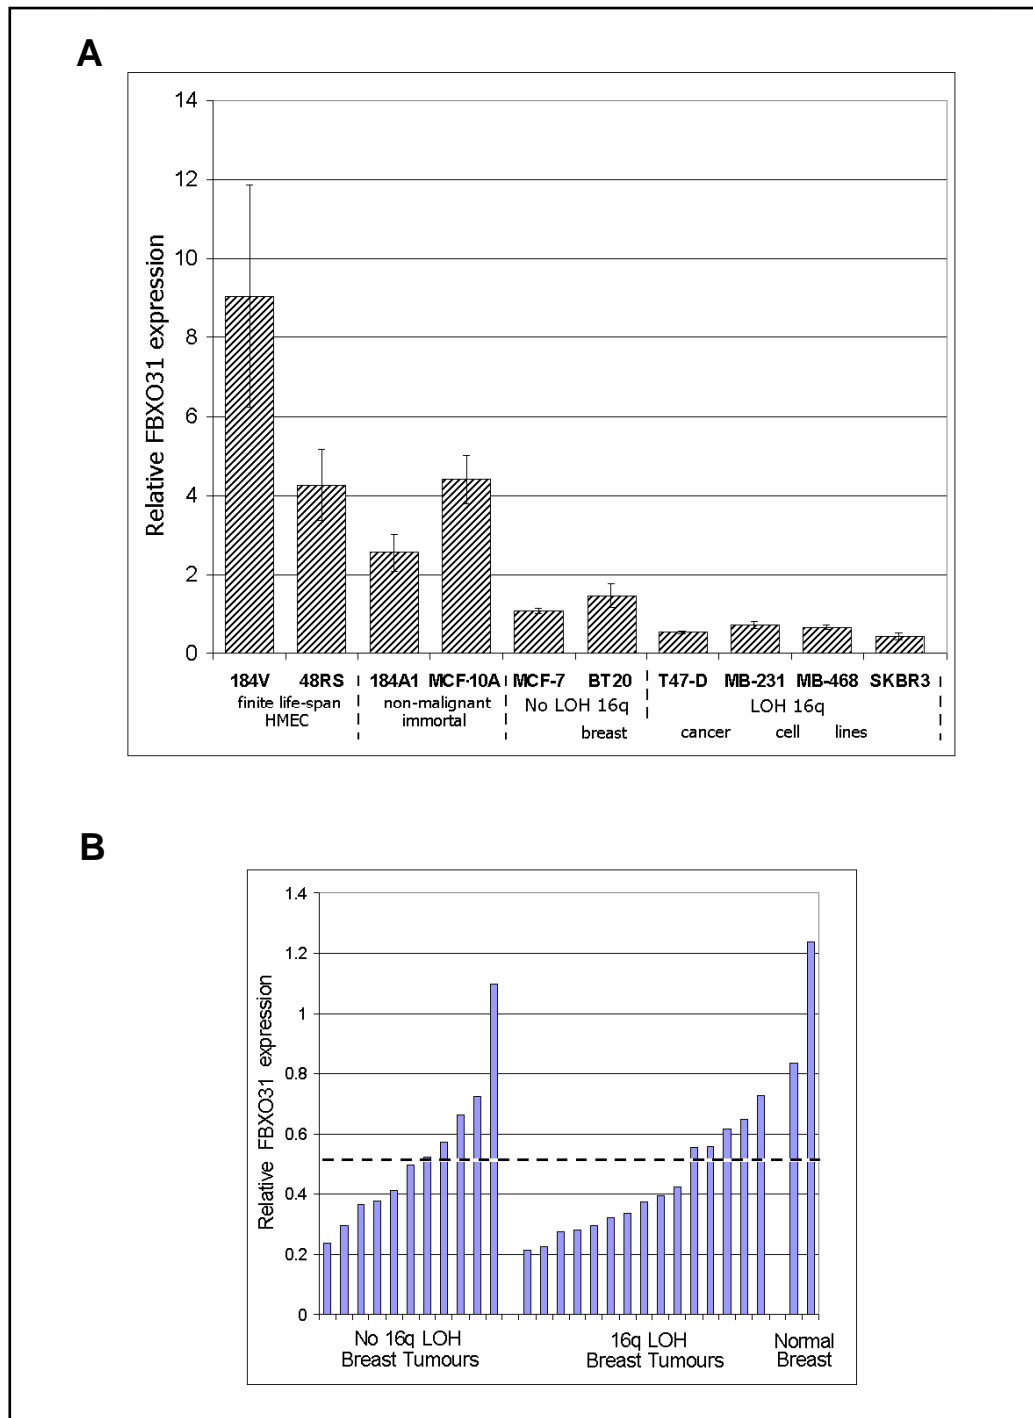 A
Relative FBXO31 expression
14
12
10
8
6
4
2
0
184V 48RS 184A1 MCF·10A MCF-7 BT20 T47-D MB-231 MB-468 SKBR3
finite life-span non-malignant No LOH 16q LOH 16q
HMEC immortal breast cancer cell lines
B
Relative FBXO31 expression
1.4
1.2
1
0.8
0.6
0.4
0.2
0
No 16q LOH 16q LOH Normal
Breast Tumours Breast Tumours Breast